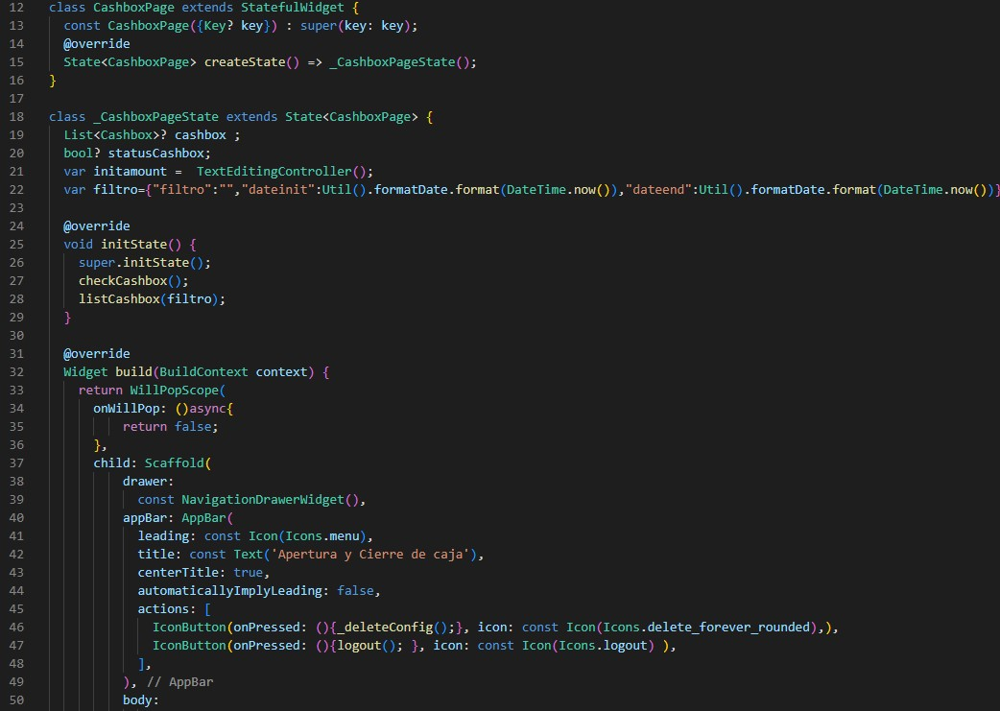 12 class CashboxPage extends StatefulWidget {
13   const CashboxPage({Key? key}) : super(key: key);
14   @override
15   State<CashboxPage> createState() => _CashboxPageState();
16 }
17
18 class _CashboxPageState extends State<CashboxPage> {
19   List<Cashbox>? cashbox ;
20   bool? statusCashbox;
21   var initamount =  TextEditingController();
22   var filtro={"filtro":"","dateinit":Util().formatDate.format(DateTime.now()),"dateend":Util().formatDate.format(DateTime.now())}
23
24   @override
25   void initState() {
26     super.initState();
27     checkCashbox();
28     listCashbox(filtro);
29   }
30
31   @override
32   Widget build(BuildContext context) {
33     return WillPopScope(
34       onWillPop: ()async{
35           return false;
36       },
37       child: Scaffold(
38           drawer:
39             const NavigationDrawerWidget(),
40           appBar: AppBar(
41             leading: const Icon(Icons.menu),
42             title: const Text('Apertura y Cierre de caja'),
43             centerTitle: true,
44             automaticallyImplyLeading: false,
45             actions: [
46               IconButton(onPressed: (){_deleteConfig();}, icon: const Icon(Icons.delete_forever_rounded),),
47               IconButton(onPressed: (){logout(); }, icon: const Icon(Icons.logout) ),
48             ],
49           ), // AppBar
50           body: